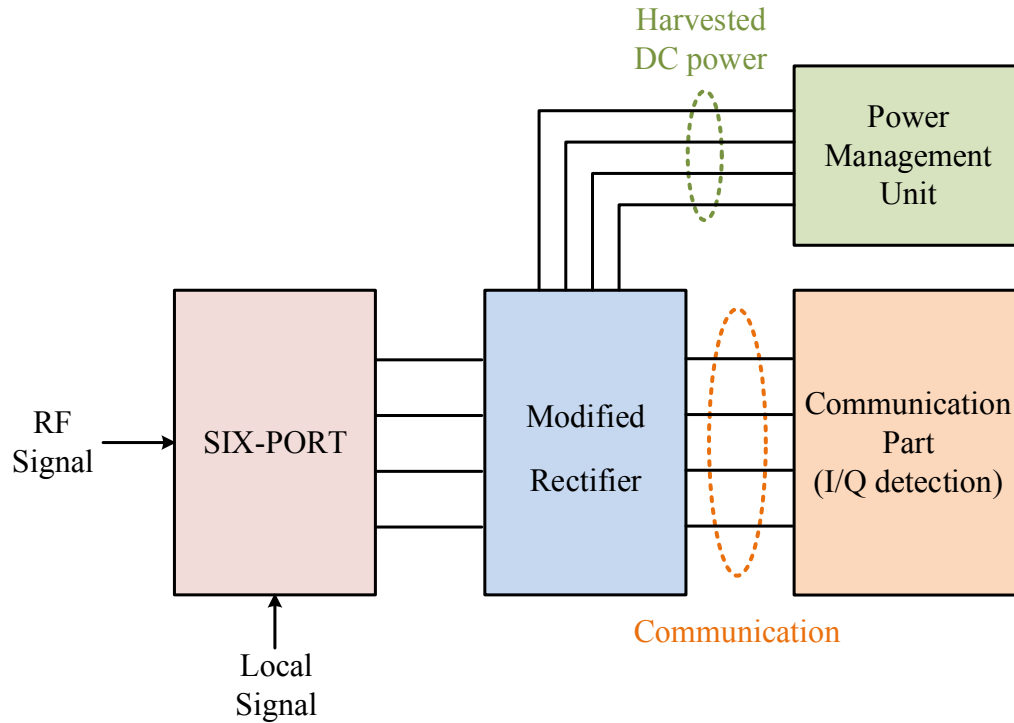 Harvested
DC power
Power
Management
Unit
RF
Signal
SIX-PORT
Modified
Rectifier
Communication
Part
(I/Q detection)
Communication
Local
Signal